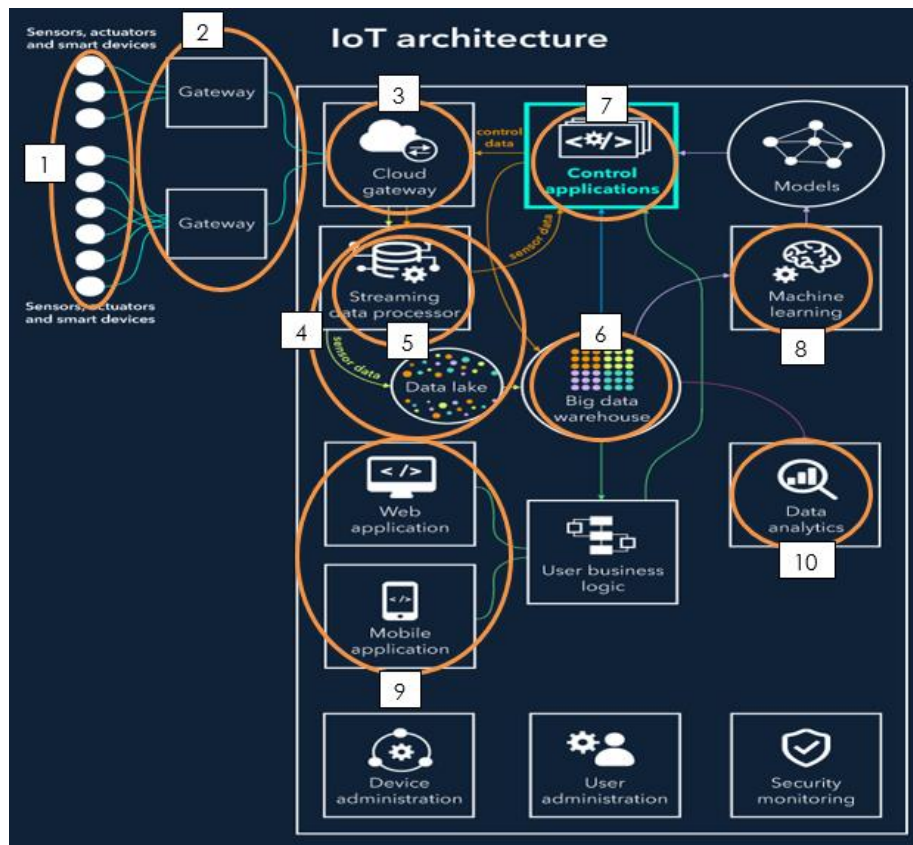 IoT architecture
Sensors, actuators
and smart devices
2
Gateway
1
Gateway
Sensors, actuators
and smart devices
3
Cloud
gateway
control
data
7
</>
Control
applications
Models
Streaming
data processor
sensor data
4
5
sensor data
Data lake
6
Big data
warehouse
Machine
learning
8
</>
Web
application
User business
logic
Data
analytics
10
</>
Mobile
application
9
Device
administration
User
administration
Security
monitoring